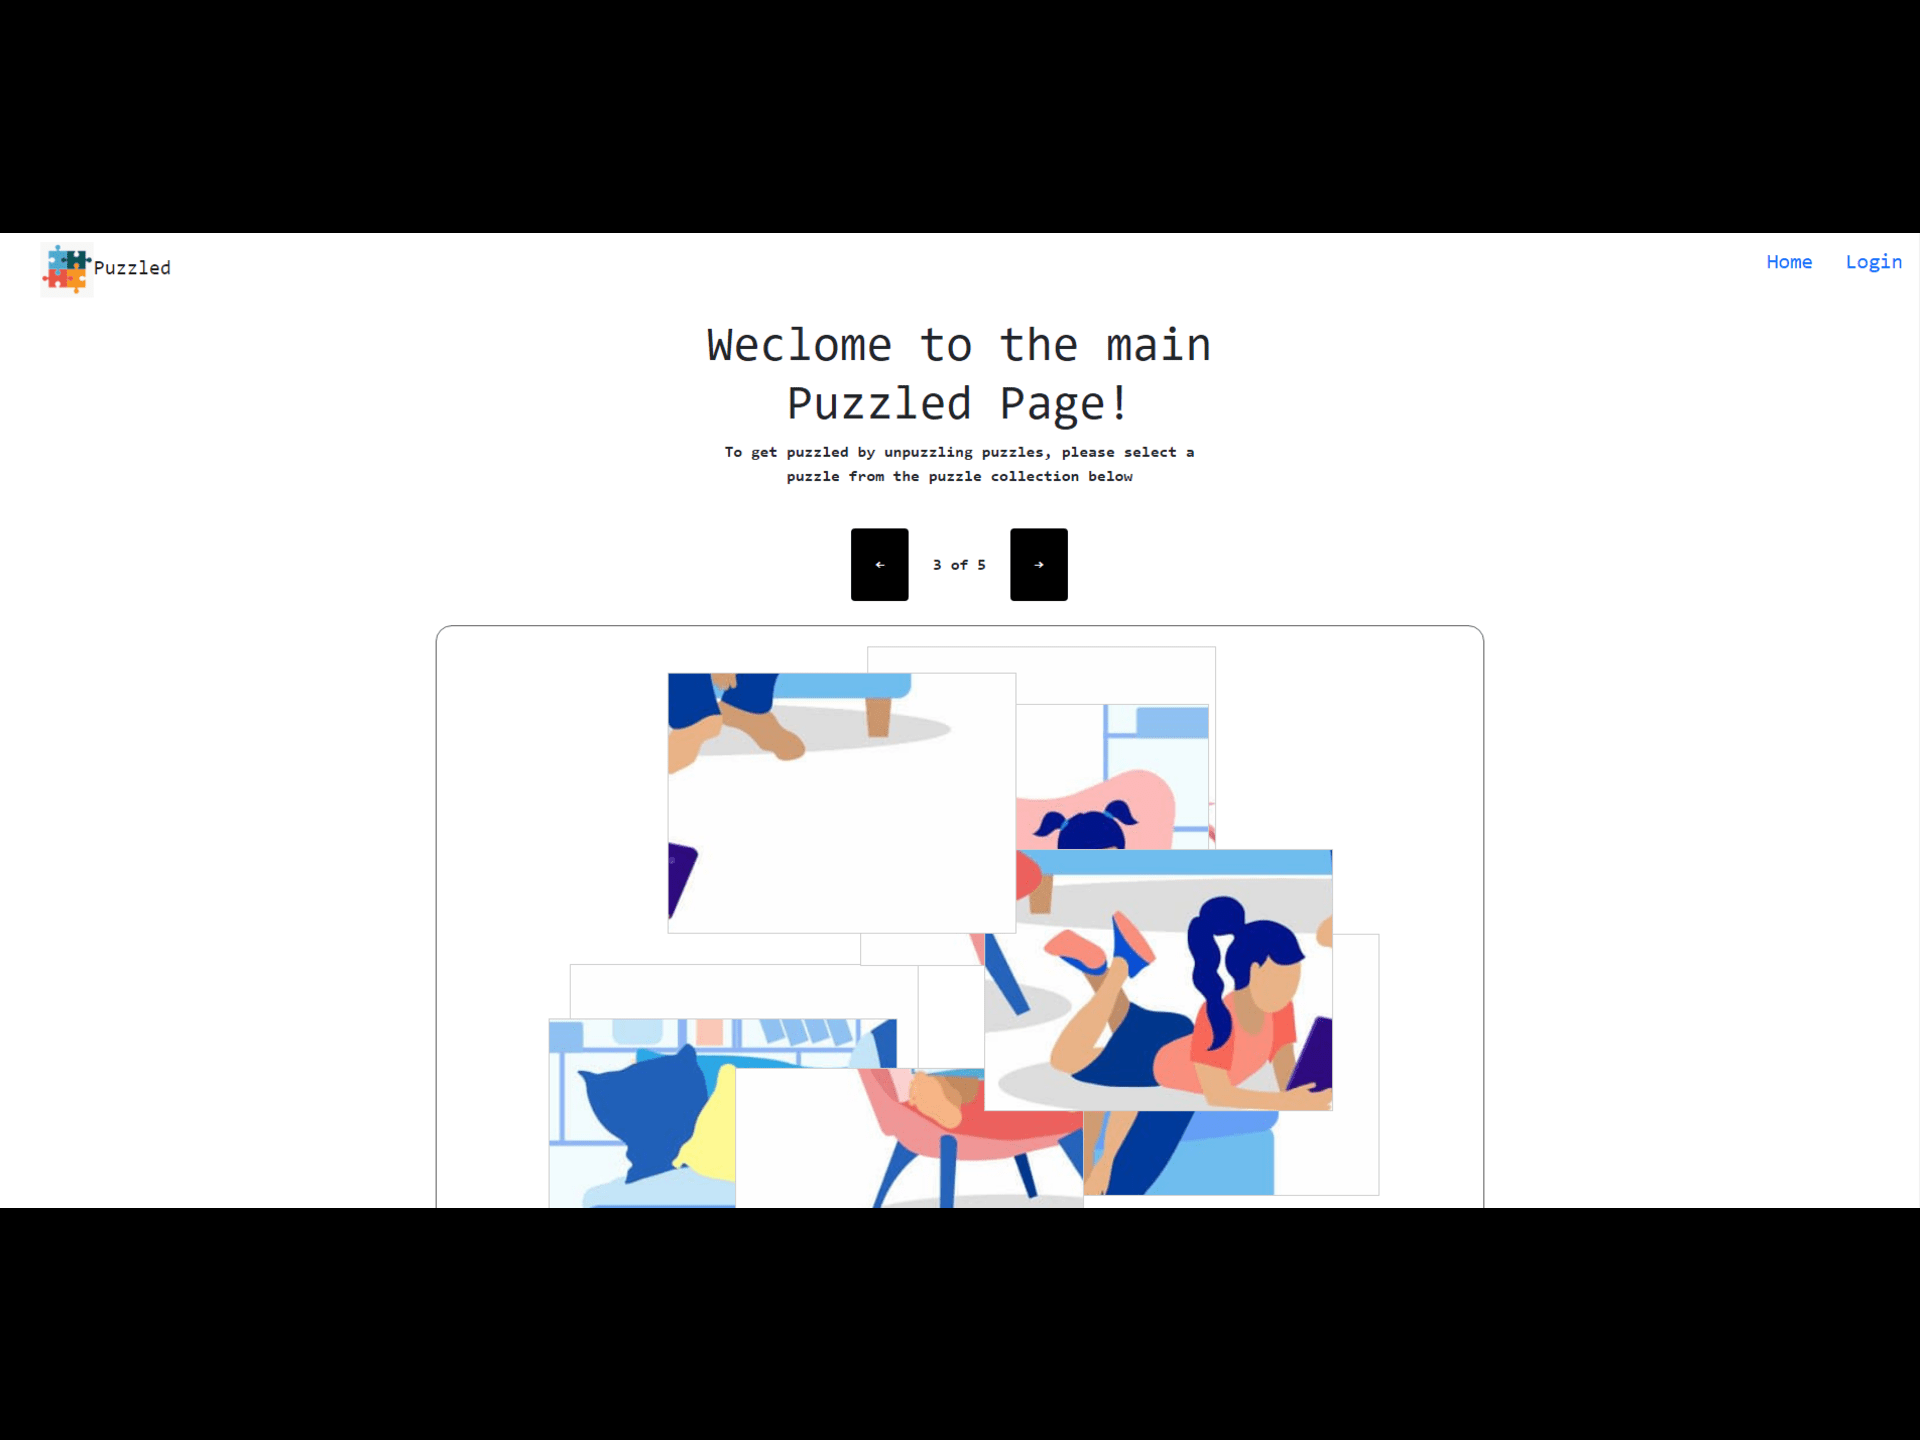 Puzzled
Home Login
Weclome to the main
Puzzled Page!
To get puzzled by unpuzzling puzzles, please select a
puzzle from the puzzle collection below
← 3 of 5 →